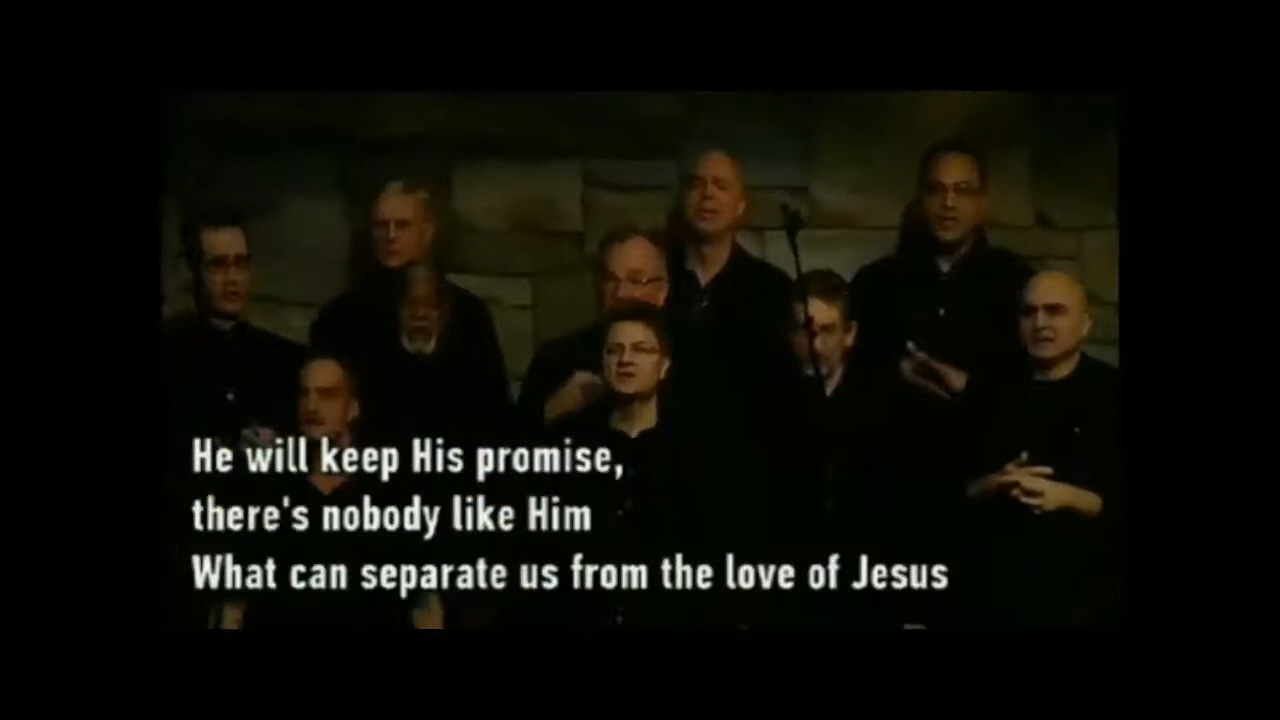 He will keep His promise,
there's nobody like Him
What can separate us from the love of Jesus